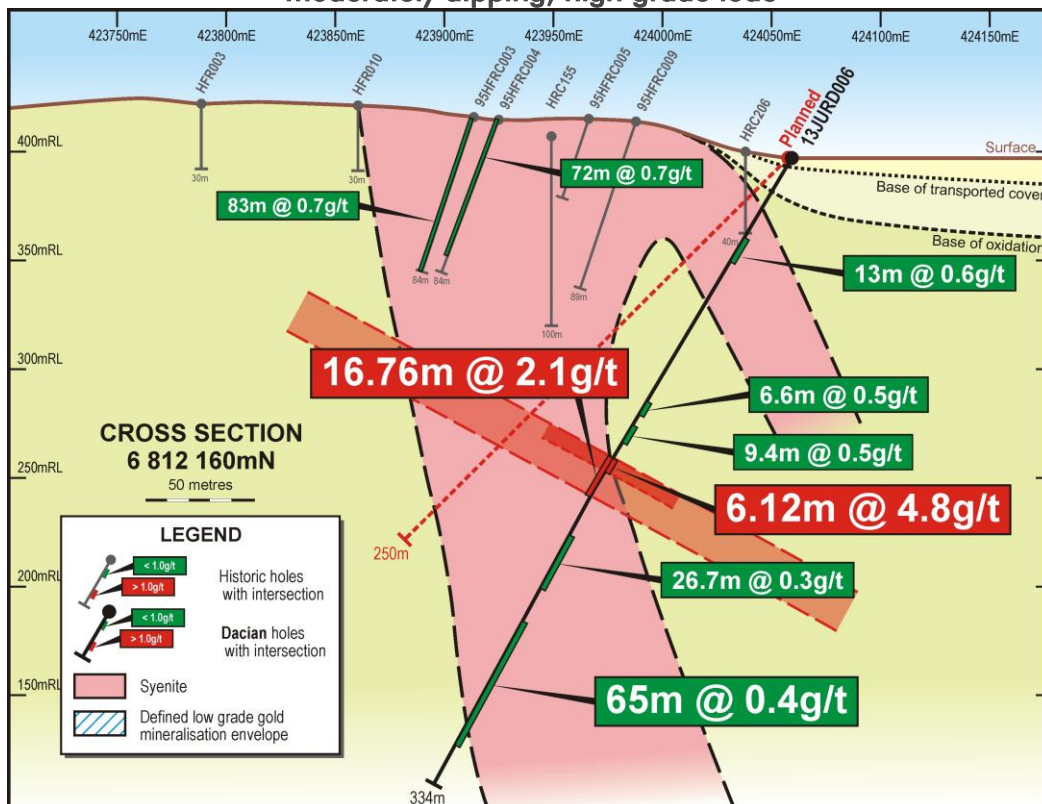 moderately dipping, high grade lode
423750mE
423800mE
423850mE
423900mE
423950mE
424000mE
424050mE
424100mE
424150mE
HFR003
HFR010
95HFRC003
95HFRC004
HRC155
95HFRC005
95HFRC009
HRC206
Planned
13JURD006
400mRL
Surface
30m
30m
72m @ 0.7g/t
Base of transported cover
83m @ 0.7g/t
40m
Base of oxidation
350mRL
84m
84m
89m
13m @ 0.6g/t
100m
300mRL
16.76m @ 2.1g/t
6.6m @ 0.5g/t
CROSS SECTION
6 812 160mN
50 metres
9.4m @ 0.5g/t
250mRL
6.12m @ 4.8g/t
250m
LEGEND
< 1.0g/t
> 1.0g/t
Historic holes
with intersection
< 1.0g/t
> 1.0g/t
Dacian holes
with intersection
Syenite
Defined low grade gold
mineralisation envelope
200mRL
26.7m @ 0.3g/t
150mRL
65m @ 0.4g/t
334m